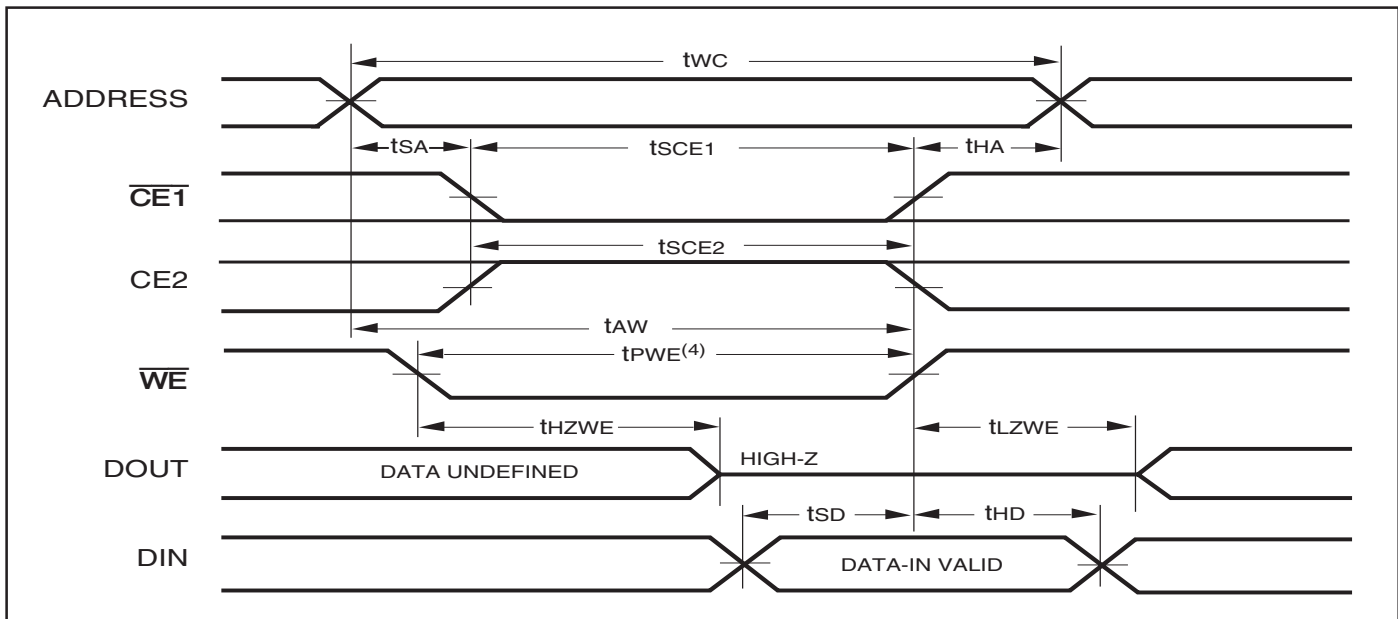 tWC
ADDRESS
tSA
tSCE1
tHA
CE1
tSCE2
CE2
tAW
tPWE(4)
WE
tHZWE
tLZWE
DOUT
DATA UNDEFINED
HIGH-Z
tSD
tHD
DIN
DATA-IN VALID